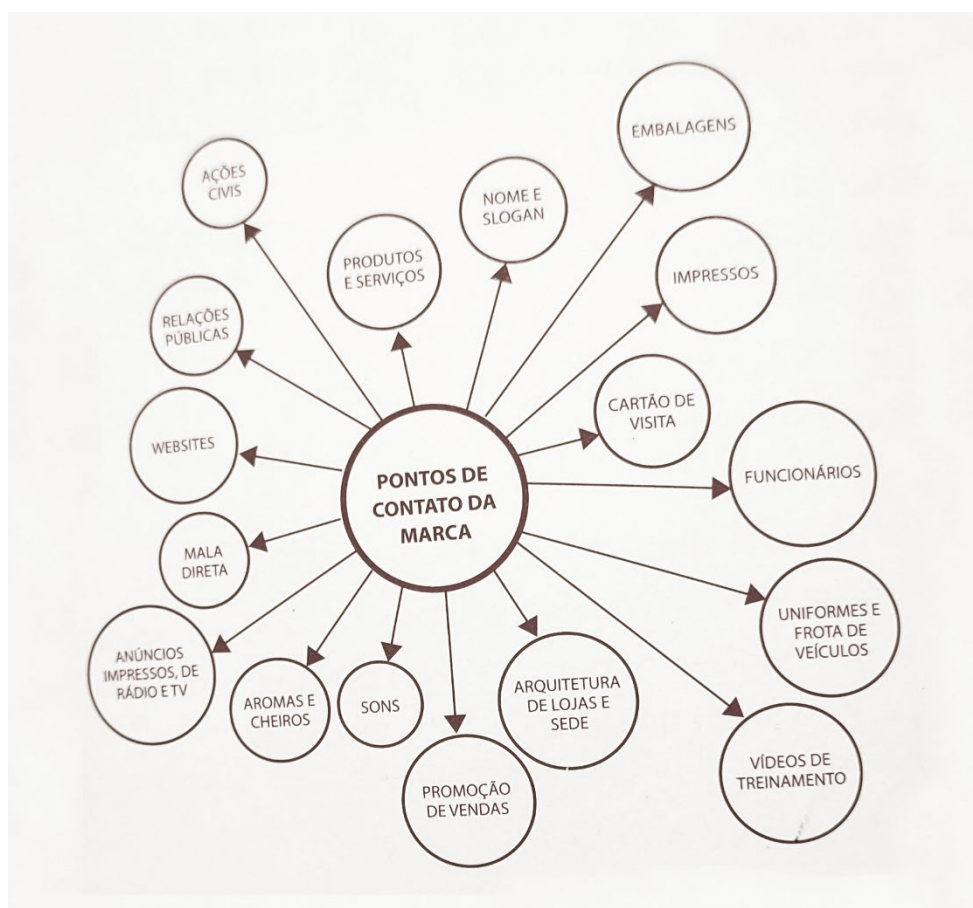 EMBALAGENS
AÇÕES
CIVIS
NOME E
SLOGAN
PRODUTOS
E SERVIÇOS
IMPRESSOS
RELAÇÕES
PÚBLICAS
CARTÃO DE
VISITA
WEBSITES
FUNCIONÁRIOS
PONTOS DE
CONTATO DA
MARCA
MALA
DIRETA
UNIFORMES E
FROTA DE
VEÍCULOS
ANÚNCIOS
IMPRESSOS, DE
RÁDIO E TV
AROMAS E
CHEIROS
SONS
ARQUITETURA
DE LOJAS E
SEDE
VÍDEOS DE
TREINAMENTO
PROMOÇÃO
DE VENDAS